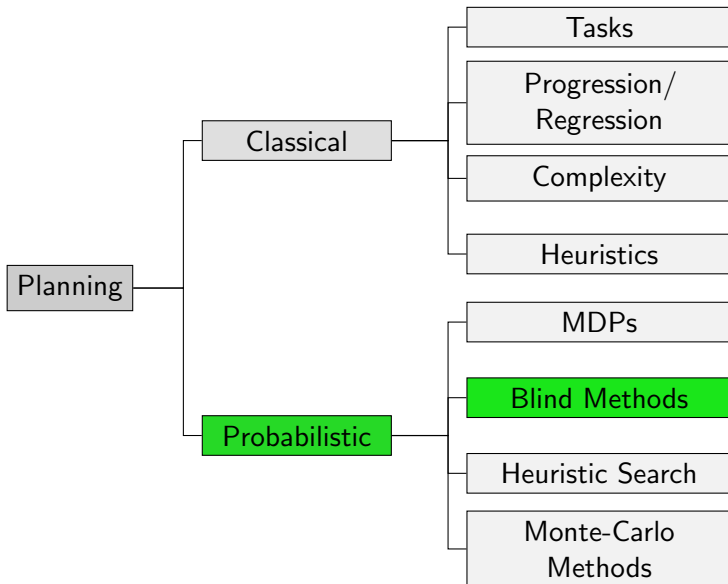 Planning
Classical
Tasks
Progression/
Regression
Complexity
Heuristics
Probabilistic
MDPs
Blind Methods
Heuristic Search
Monte-Carlo
Methods